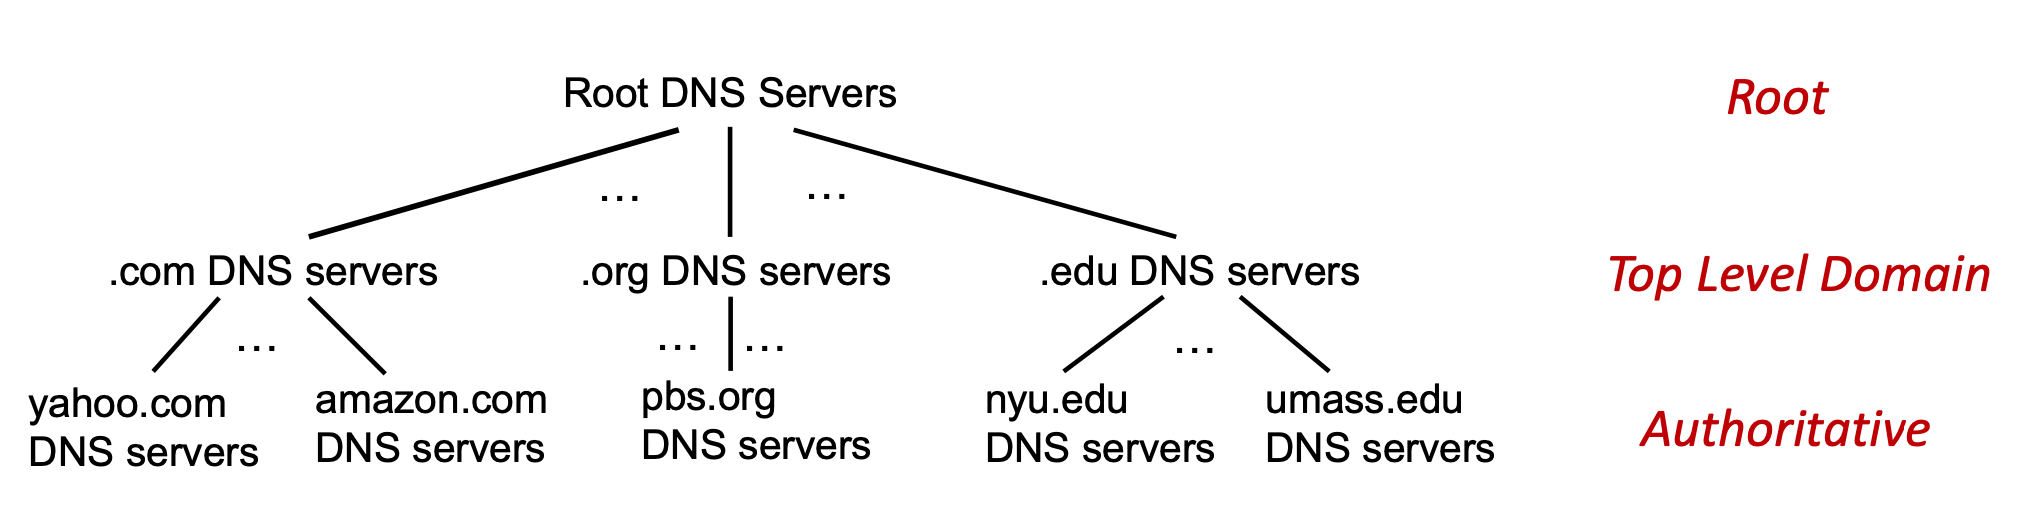 Root DNS Servers
Root
… …
.com DNS servers
.org DNS servers
.edu DNS servers
Top Level Domain
… … … …
yahoo.com
DNS servers
amazon.com
DNS servers
pbs.org
DNS servers
nyu.edu
DNS servers
umass.edu
DNS servers
Authoritative